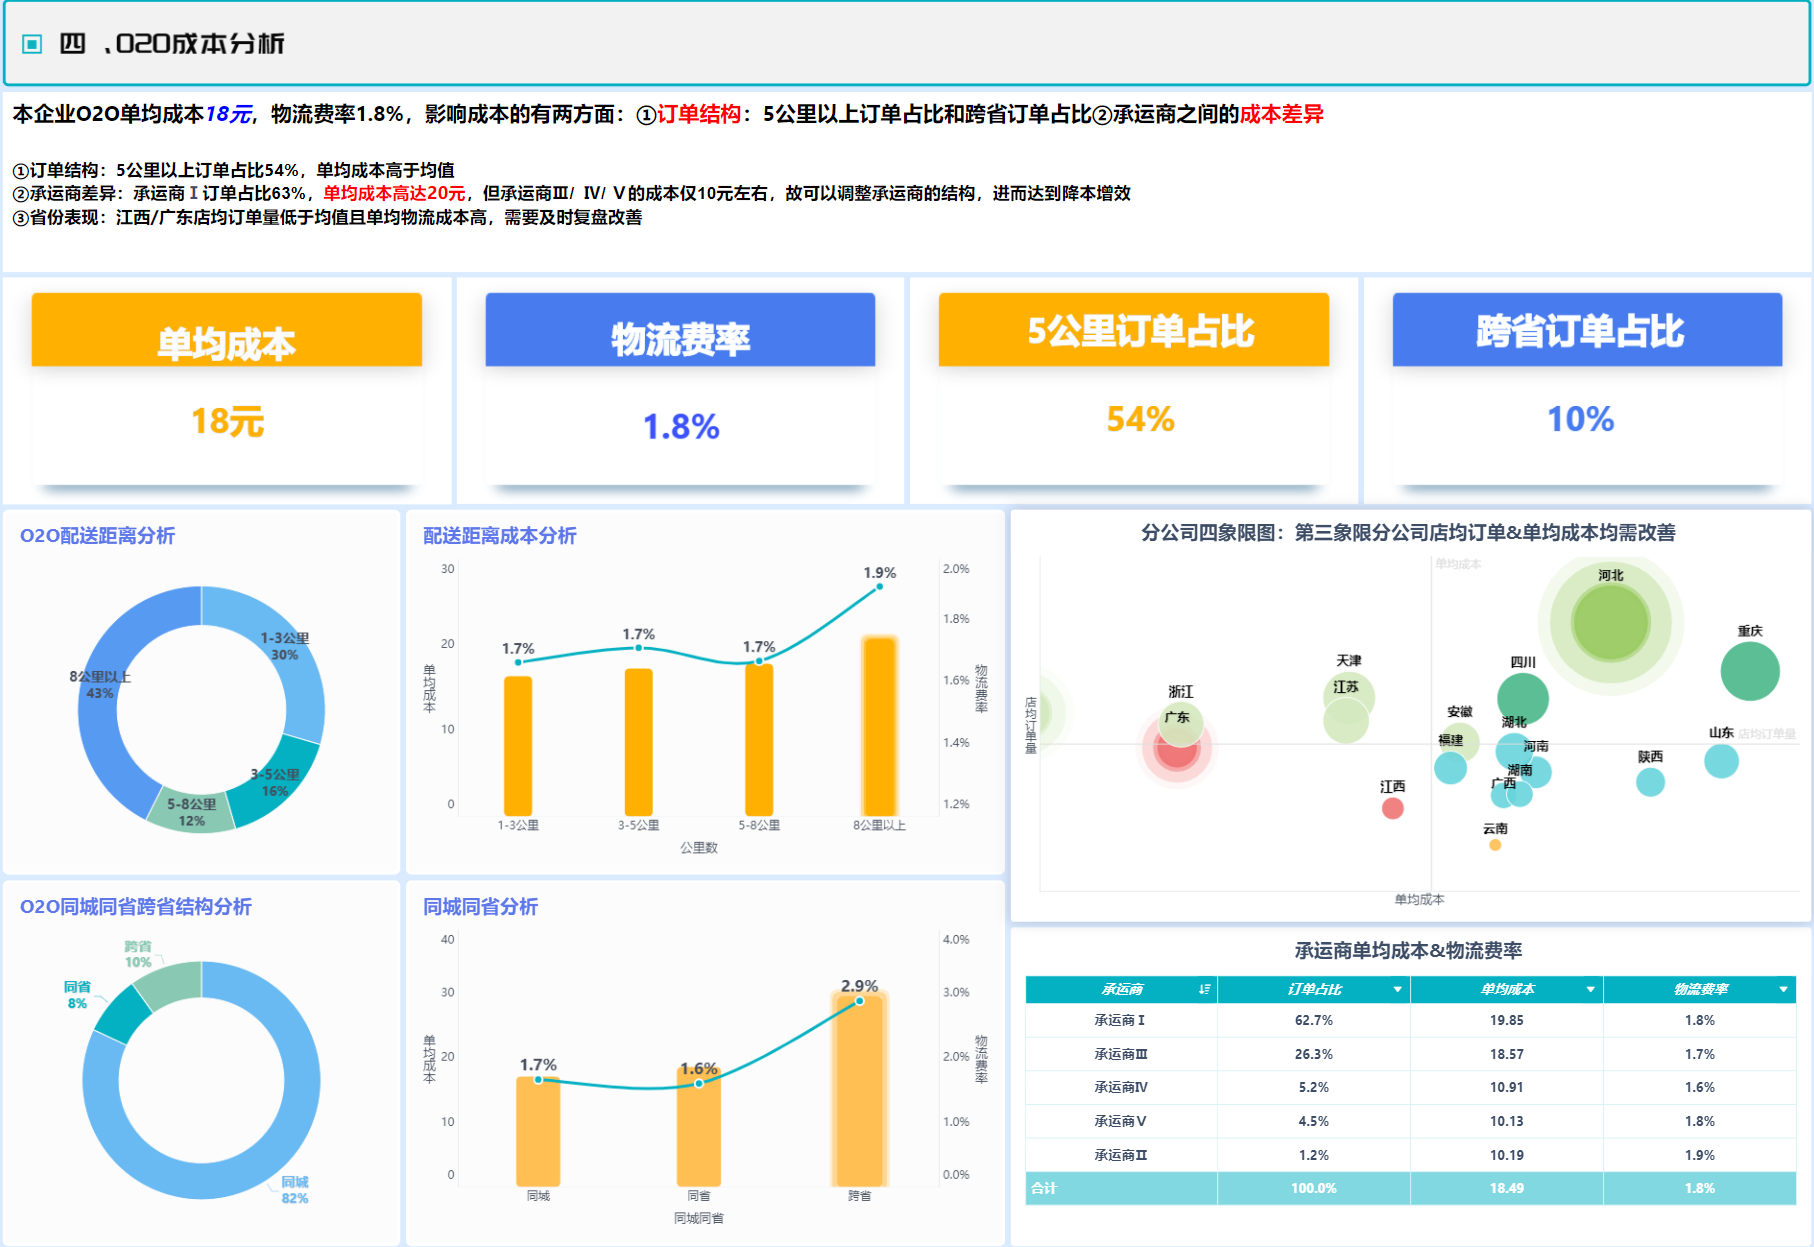 四 、O2O成本分析
本企业O2O单均成本18元，物流费率1.8%，影响成本的有两方面：①订单结构：5公里以上订单占比和跨省订单占比②承运商之间的成本差异
①订单结构：5公里以上订单占比54%，单均成本高于均值
②承运商差异：承运商Ⅰ订单占比63%，单均成本高达20元，但承运商Ⅲ/ Ⅳ/ Ⅴ的成本仅10元左右，故可以调整承运商的结构，进而达到降本增效
③省份表现：江西/广东店均订单量低于均值且单均物流成本高，需要及时复盘改善
单均成本
18元
物流费率
1.8%
5公里订单占比
54%
跨省订单占比
10%
O2O配送距离分析
1-3公里
30%
3-5公里
16%
5-8公里
12%
8公里以上
43%
配送距离成本分析
30
20
10
0
单均成本
2.0%
1.8%
1.6%
1.4%
1.2%
物流费率
1.7%
1.7%
1.7%
1.9%
1-3公里
3-5公里
5-8公里
8公里以上
公里数
分公司四象限图：第三象限分公司店均订单&单均成本均需改善
单均成本
店均订单量
店均订单量
单均成本
河北
重庆
天津
四川
江苏
浙江
广东
安徽
湖北
福建
河南
山东
陕西
湖南
广西
江西
云南
O2O同城同省跨省结构分析
跨省
10%
同省
8%
同城
82%
同城同省分析
40
30
20
10
0
单均成本
4.0%
3.0%
2.0%
1.0%
0.0%
物流费率
1.7%
1.6%
2.9%
同城
同省
跨省
同城同省
承运商单均成本&物流费率
承运商 订单占比 单均成本 物流费率
承运商Ⅰ 62.7% 19.85 1.8%
承运商Ⅲ 26.3% 18.57 1.7%
承运商Ⅳ 5.2% 10.91 1.6%
承运商Ⅴ 4.5% 10.13 1.8%
承运商Ⅱ 1.2% 10.19 1.9%
合计 100.0% 18.49 1.8%